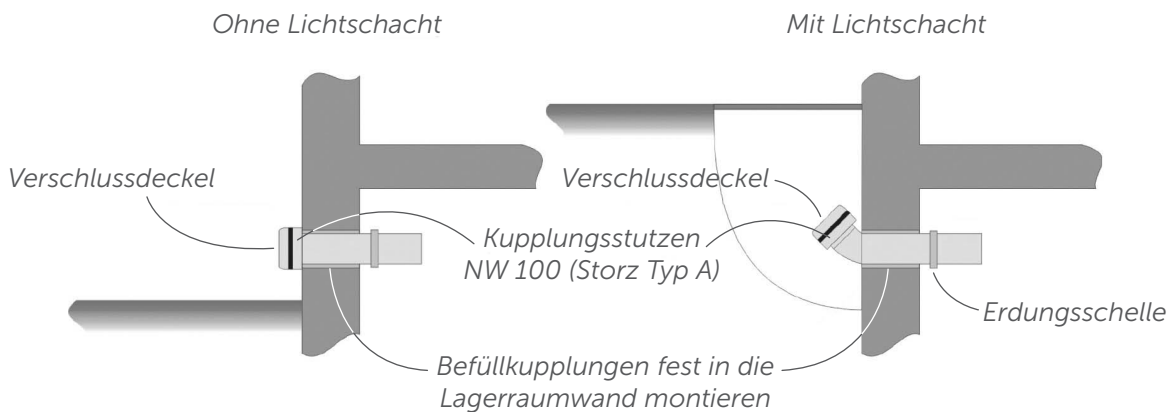 Ohne Lichtschacht
Mit Lichtschacht
Verschlussdeckel
Verschlussdeckel
Kupplungsstutzen
NW 100 (Storz Typ A)
Erdungsschelle
Befüllkupplungen fest in die
Lagerraumwand montieren